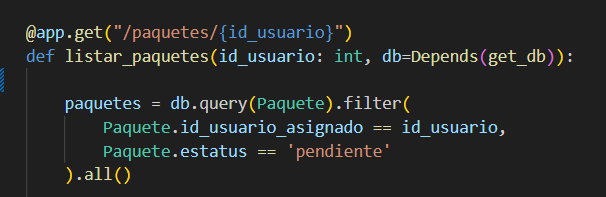 @app.get("/paquetes/{id_usuario}")
def listar_paquetes(id_usuario: int, db=Depends(get_db)):
paquetes = db.query(Paquete).filter(
Paquete.id_usuario_asignado == id_usuario,
Paquete.estatus == 'pendiente'
).all()